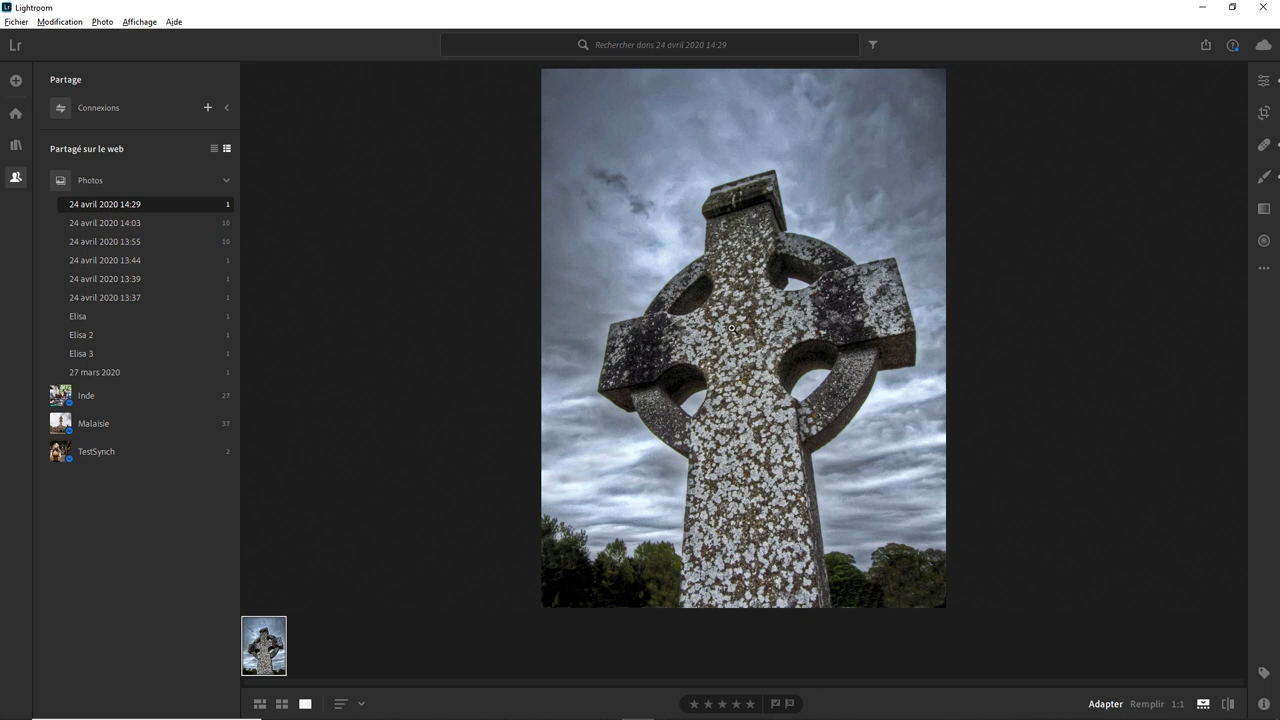 Lr Lightroom
Fichier Modification Photo Affichage Aide
Lr
Rechercher dans 24 avril 2020 14:29
Partage
Connexions
Partagé sur le web
Photos
24 avril 2020 14:29 1
24 avril 2020 14:03 10
24 avril 2020 13:55 10
24 avril 2020 13:44 1
24 avril 2020 13:39 1
24 avril 2020 13:37 1
Elisa 1
Elisa 2 1
Elisa 3 1
27 mars 2020 1
Inde 27
Malaisie 37
TestSynch 2
Adapter Remplir 1:1